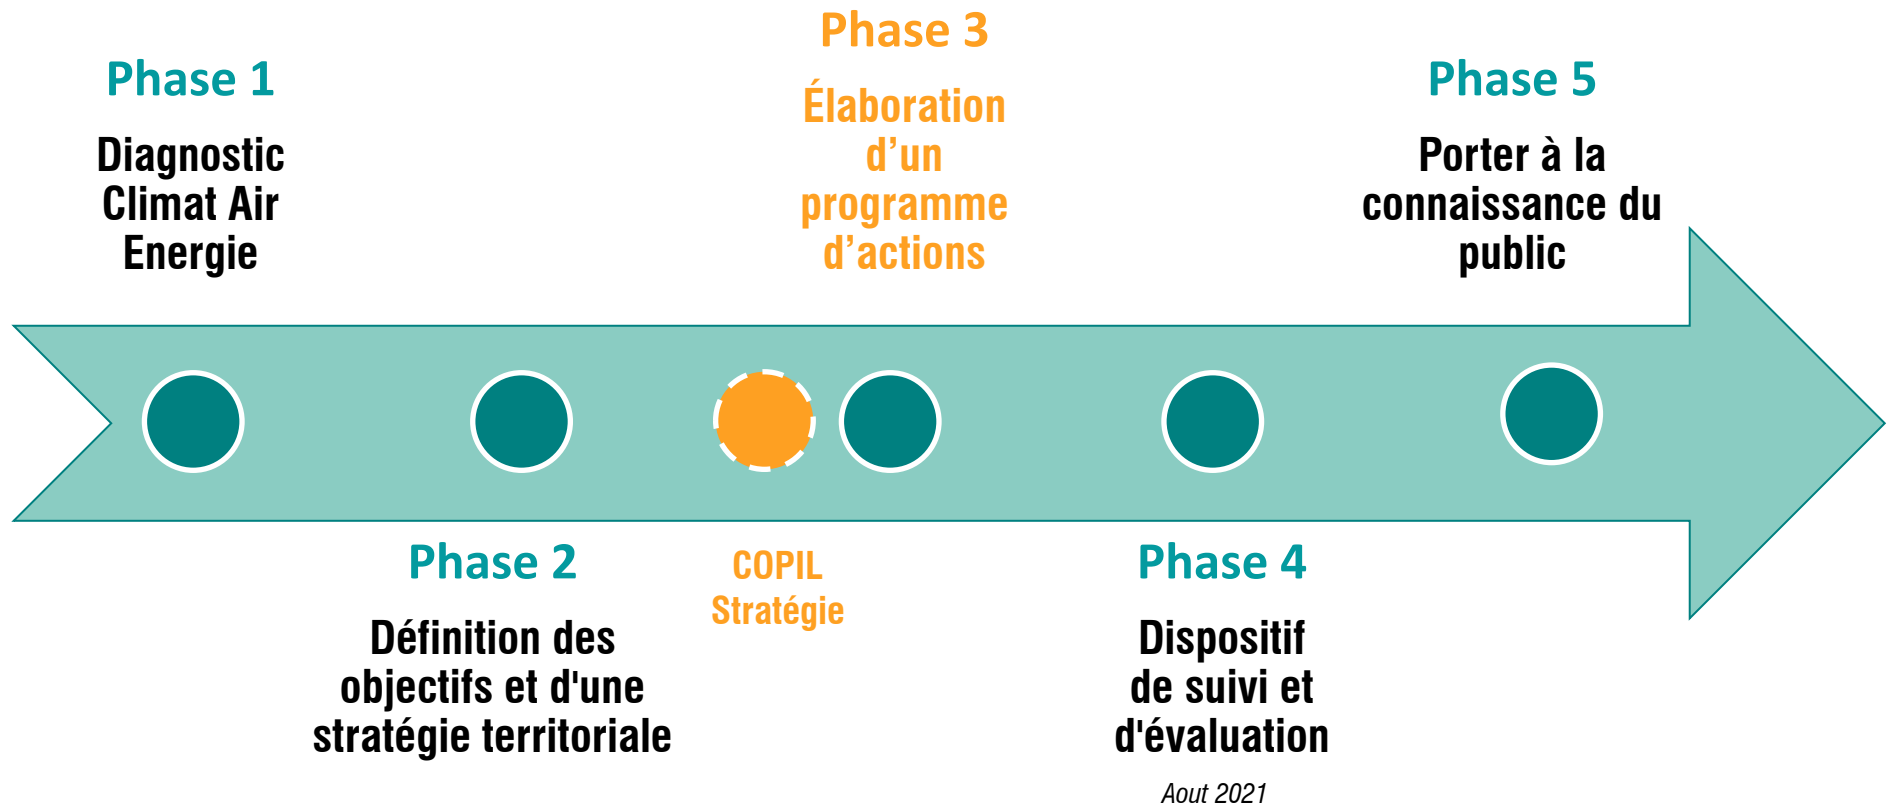 Phase 1
Diagnostic
Climat Air
Energie
Phase 2
Définition des
objectifs et d'une
stratégie territoriale
COPIL
Stratégie
Phase 3
Élaboration
d’un
programme
d’actions
Phase 4
Dispositif
de suivi et
d'évaluation
Aout 2021
Phase 5
Porter à la
connaissance du
public